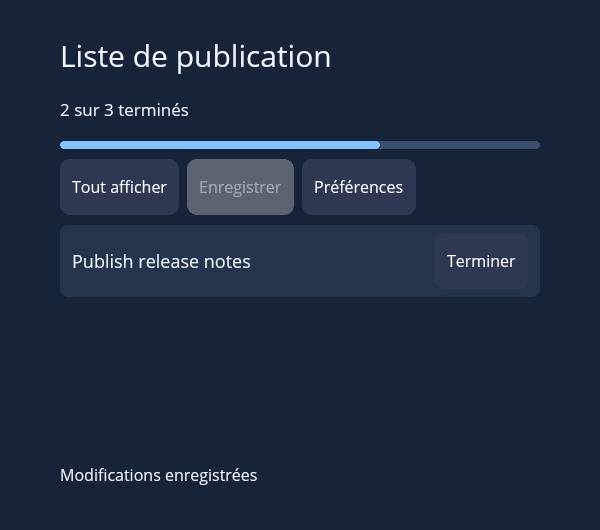 Liste de publication
2 sur 3 terminés
Tout afficher Enregistrer Préférences
Publish release notes Terminer
Modifications enregistrées